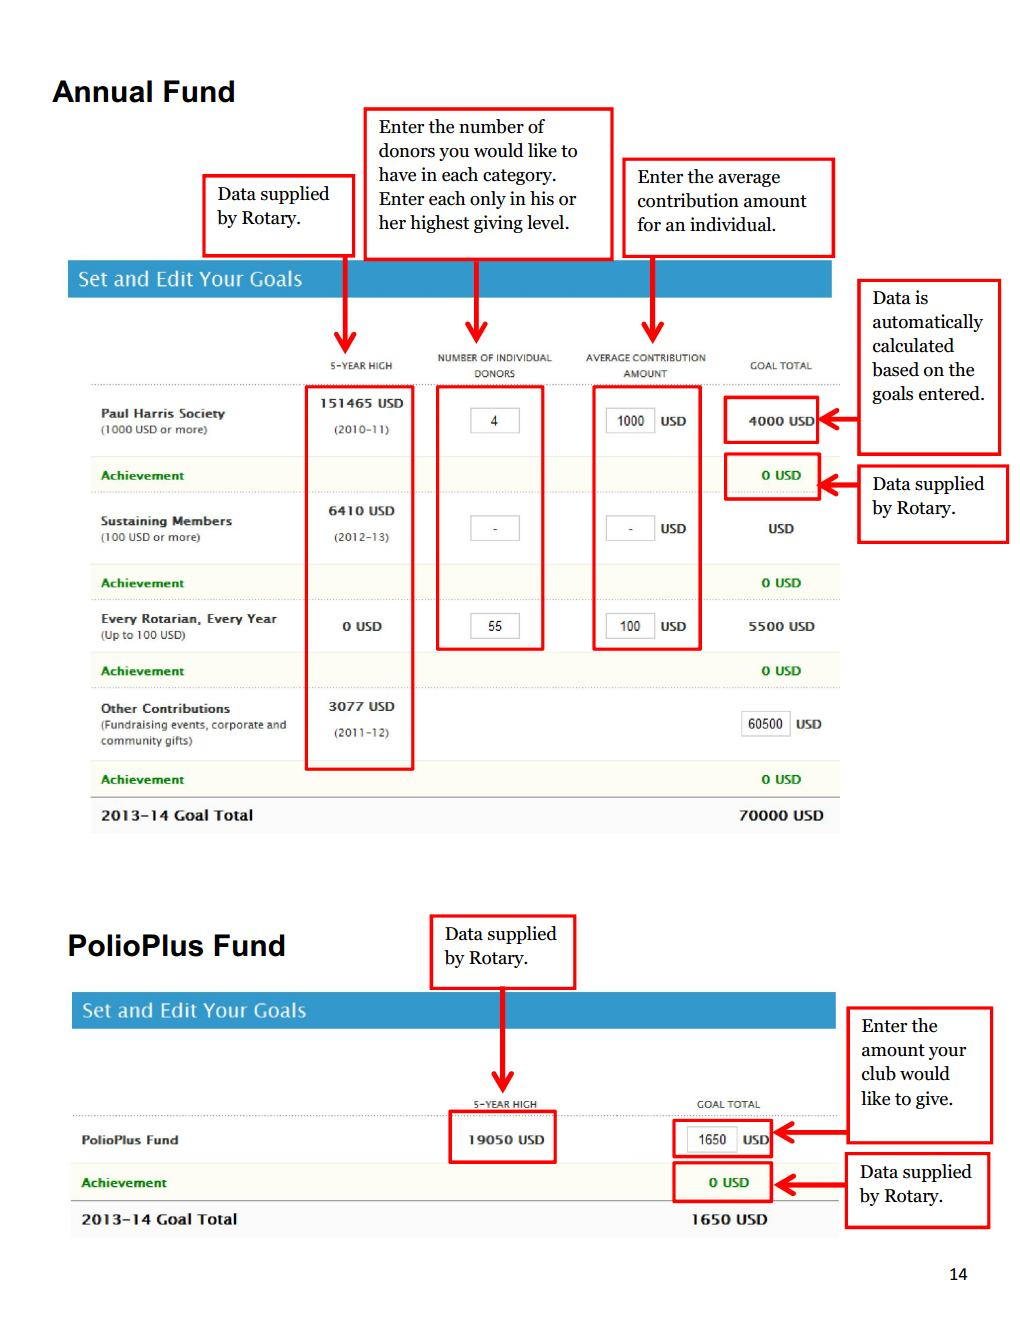 Annual Fund
Enter the number of
donors you would like to
have in each category.
Enter each only in his or
her highest giving level.
Data supplied
by Rotary.
Enter the average
contribution amount
for an individual.
Set and Edit Your Goals
Data is
automatically
calculated
based on the
goals entered.
5-YEAR HIGH
NUMBER OF INDIVIDUAL
DONORS
AVERAGE CONTRIBUTION
AMOUNT
GOAL TOTAL
Paul Harris Society
(1000 USD or more)
151465 USD
(2010-11)
4
1000 USD
4000 USD
Achievement
0 USD
Data supplied
by Rotary.
Sustaining Members
(100 USD or more)
6410 USD
(2012-13)
-
- USD
USD
Achievement
0 USD
Every Rotarian, Every Year
(Up to 100 USD)
0 USD
55
100 USD
5500 USD
Achievement
0 USD
Other Contributions
(Fundraising events, corporate and
community gifts)
3077 USD
(2011-12)
60500 USD
Achievement
0 USD
2013-14 Goal Total
70000 USD
PolioPlus Fund
Data supplied
by Rotary.
Set and Edit Your Goals
Enter the
amount your
club would
like to give.
5-YEAR HIGH
GOAL TOTAL
PolioPlus Fund
19050 USD
1650 USD
Achievement
0 USD
Data supplied
by Rotary.
2013-14 Goal Total
1650 USD
14